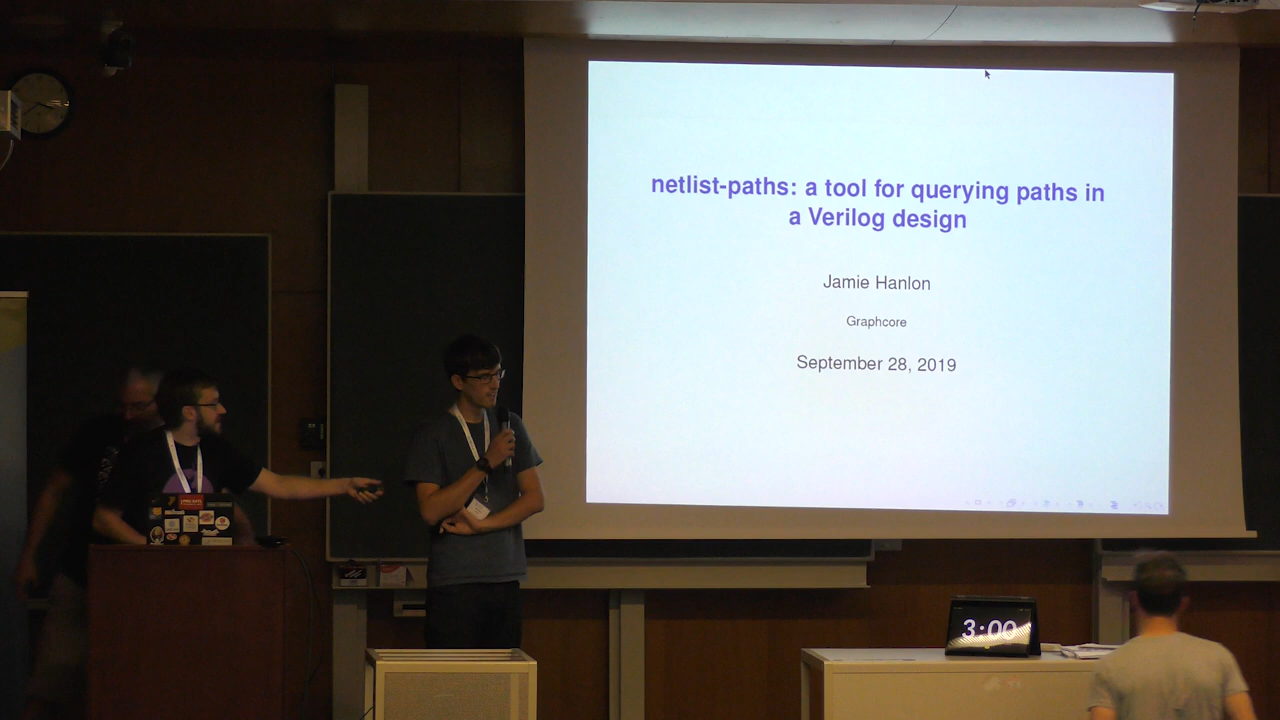 netlist-paths: a tool for querying paths in
a Verilog design
Jamie Hanlon
Graphcore
September 28, 2019
3:00